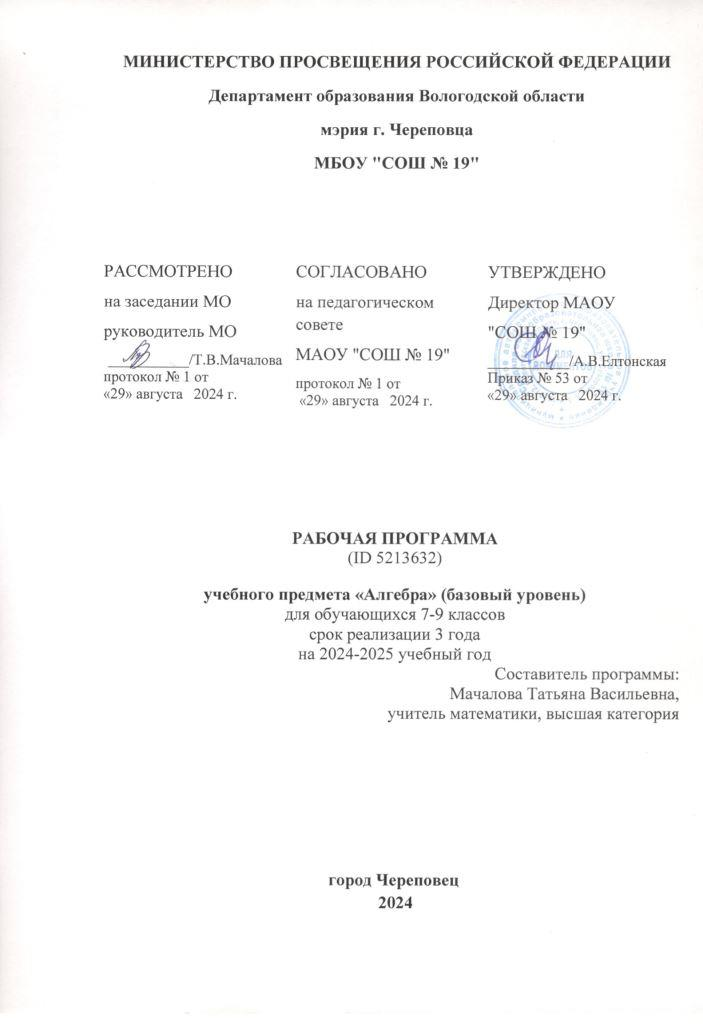 МИНИСТЕРСТВО ПРОСВЕЩЕНИЯ РОССИЙСКОЙ ФЕДЕРАЦИИ
Департамент образования Вологодской области
мэрия г. Череповца
МБОУ "СОШ № 19"
РАССМОТРЕНО
на заседании МО
руководитель МО
/Т.В.Мачалова
протокол № 1 от
«29» августа 2024 г.
СОГЛАСОВАНО
на педагогическом
совете
МАОУ "СОШ № 19"
протокол № 1 от
«29» августа 2024 г.
УТВЕРЖДЕНО
Директор МАОУ
"СОШ № 19"
/А.В.Елтонская
Приказ № 53 от
«29» августа 2024 г.
РАБОЧАЯ ПРОГРАММА
(ID 5213632)
учебного предмета «Алгебра» (базовый уровень)
для обучающихся 7-9 классов
срок реализации 3 года
на 2024-2025 учебный год
Составитель программы:
Мачалова Татьяна Васильевна,
учитель математики, высшая категория
город Череповец
2024